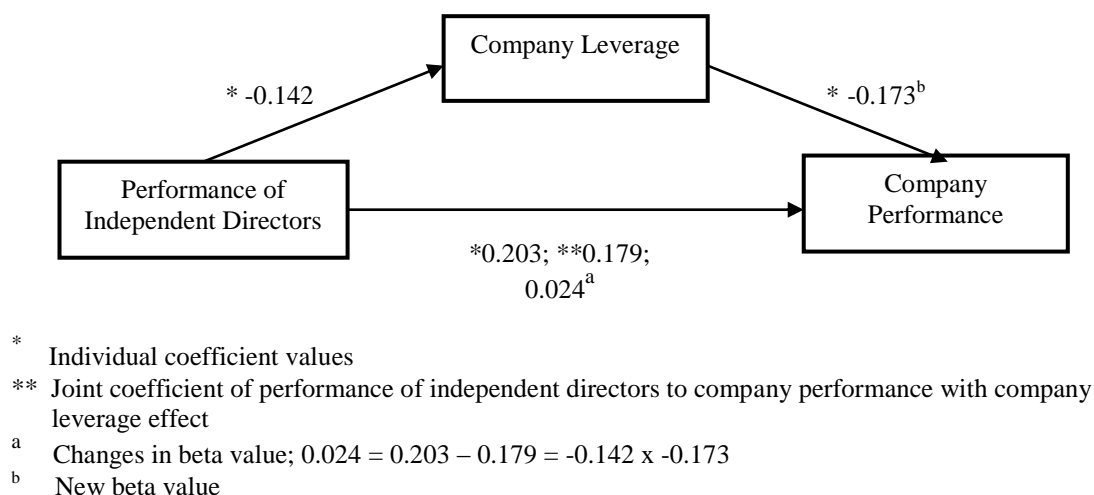 Company Leverage
* -0.142
* -0.173b
Performance of
Independent Directors
Company
Performance
*0.203; **0.179;
0.024a
* Individual coefficient values
** Joint coefficient of performance of independent directors to company performance with company
leverage effect
a Changes in beta value; 0.024 = 0.203 – 0.179 = -0.142 x -0.173
b New beta value